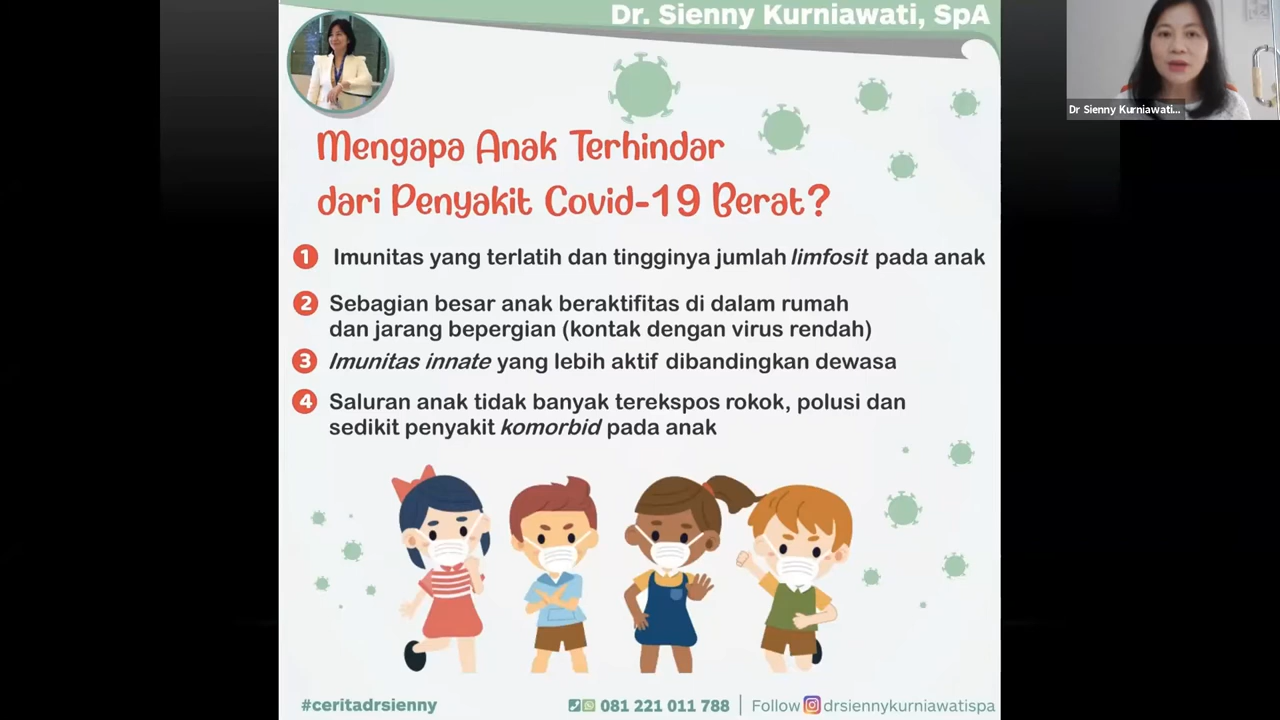 Dr. Sienny Kurniawati, SpA
Dr Sienny Kurniawati...
Mengapa Anak Terhindar
dari Penyakit Covid-19 Berat?
1 Imunitas yang terlatih dan tingginya jumlah limfosit pada anak
2 Sebagian besar anak beraktifitas di dalam rumah
dan jarang bepergian (kontak dengan virus rendah)
3 Imunitas innate yang lebih aktif dibandingkan dewasa
4 Saluran anak tidak banyak terekspos rokok, polusi dan
sedikit penyakit komorbid pada anak
#ceritadrsienny
081 221 011 788 | Follow drsiennykurniawatispa